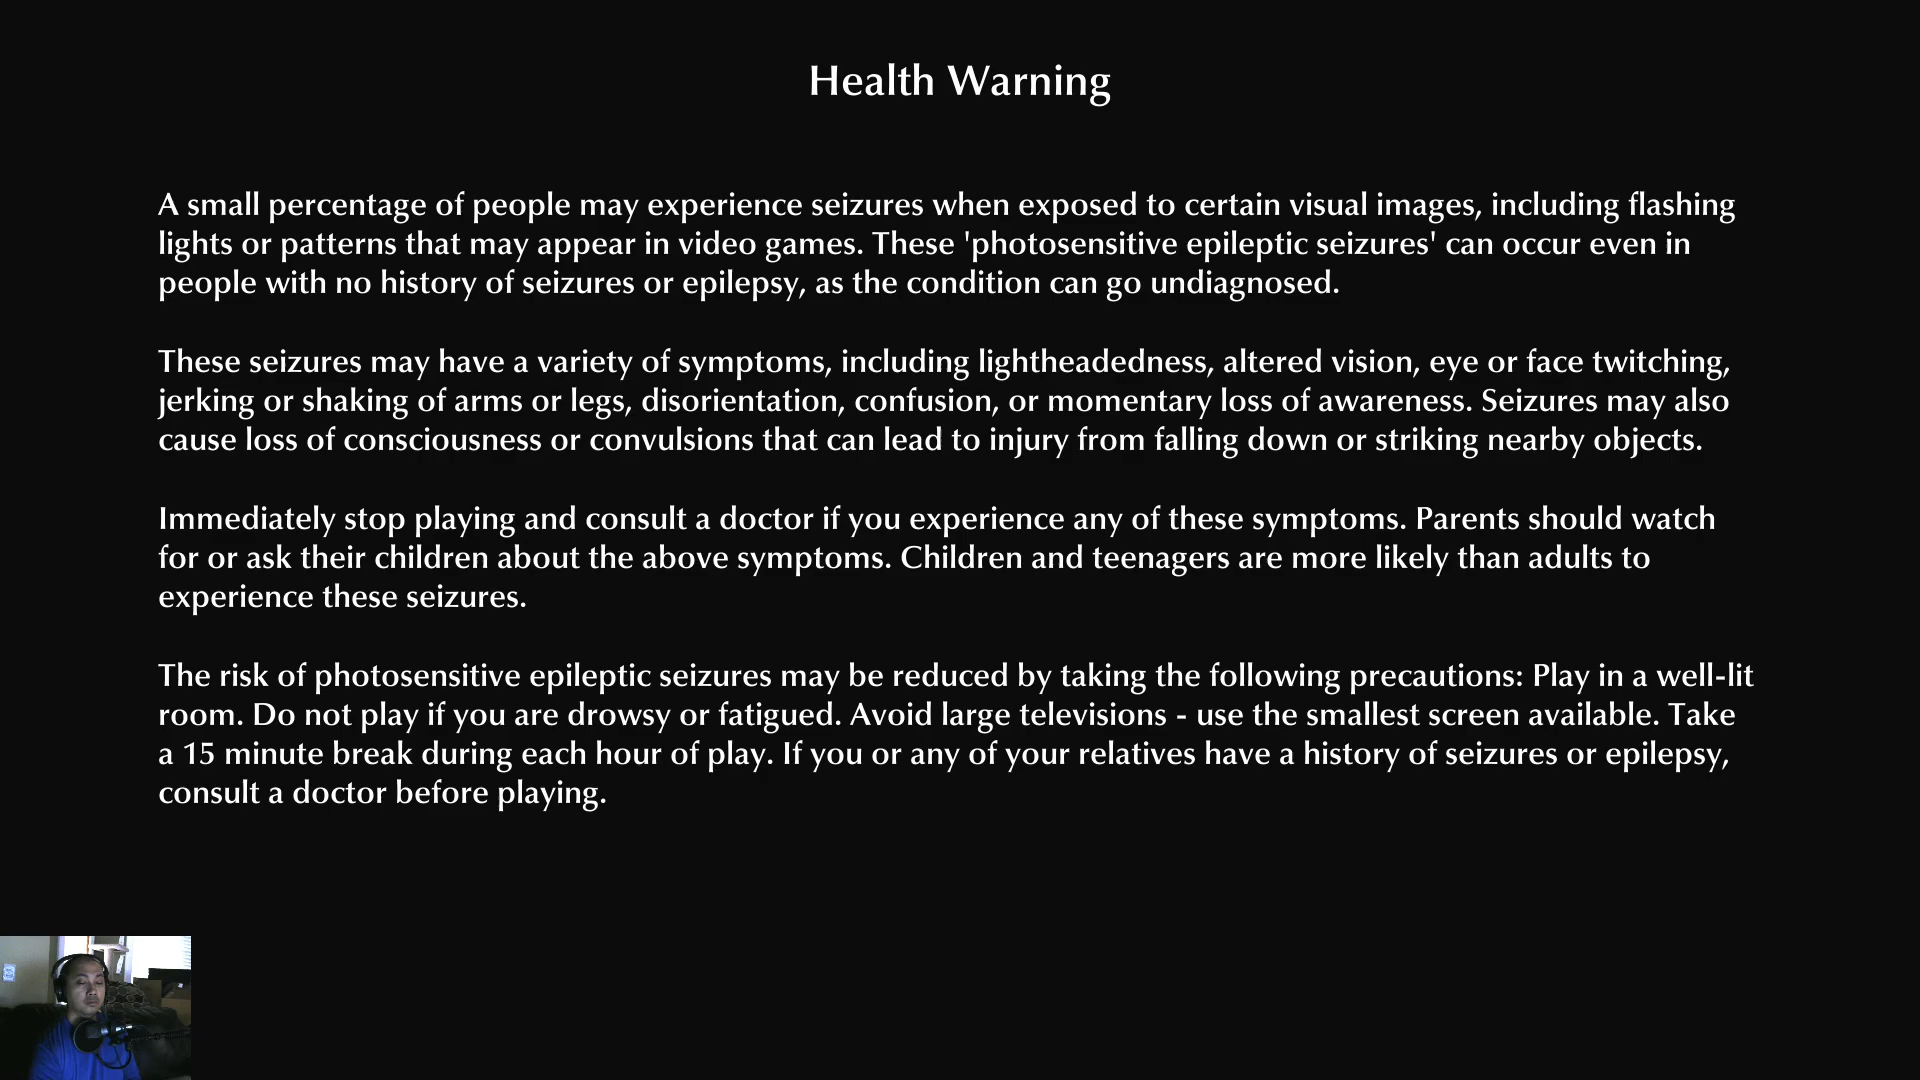 Health Warning
A small percentage of people may experience seizures when exposed to certain visual images, including flashing
lights or patterns that may appear in video games. These 'photosensitive epileptic seizures' can occur even in
people with no history of seizures or epilepsy, as the condition can go undiagnosed.
These seizures may have a variety of symptoms, including lightheadedness, altered vision, eye or face twitching,
jerking or shaking of arms or legs, disorientation, confusion, or momentary loss of awareness. Seizures may also
cause loss of consciousness or convulsions that can lead to injury from falling down or striking nearby objects.
Immediately stop playing and consult a doctor if you experience any of these symptoms. Parents should watch
for or ask their children about the above symptoms. Children and teenagers are more likely than adults to
experience these seizures.
The risk of photosensitive epileptic seizures may be reduced by taking the following precautions: Play in a well-lit
room. Do not play if you are drowsy or fatigued. Avoid large televisions - use the smallest screen available. Take
a 15 minute break during each hour of play. If you or any of your relatives have a history of seizures or epilepsy,
consult a doctor before playing.